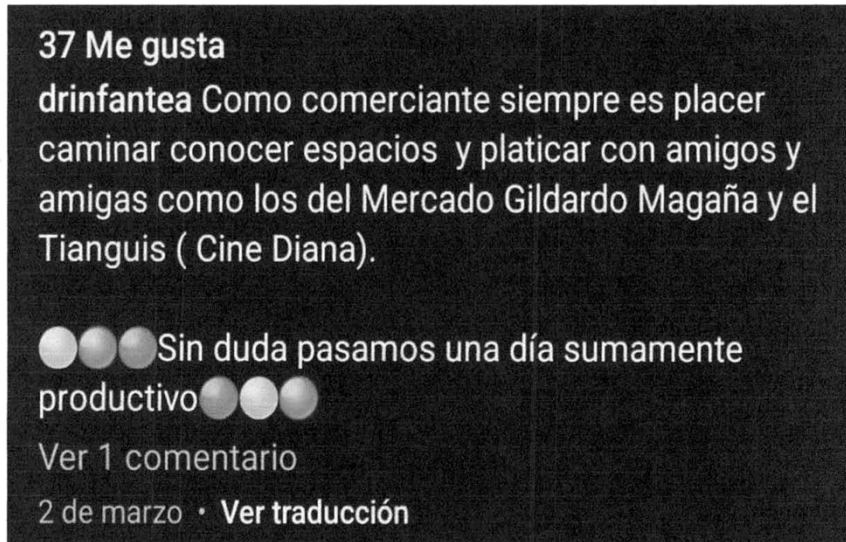 37 Me gusta
drinfantea Como comerciante siempre es placer
caminar conocer espacios y platicar con amigos y
amigas como los del Mercado Gildardo Magaña y el
Tianguis ( Cine Diana).
Sin duda pasamos una día sumamente
productivo
Ver 1 comentario
2 de marzo · Ver traducción